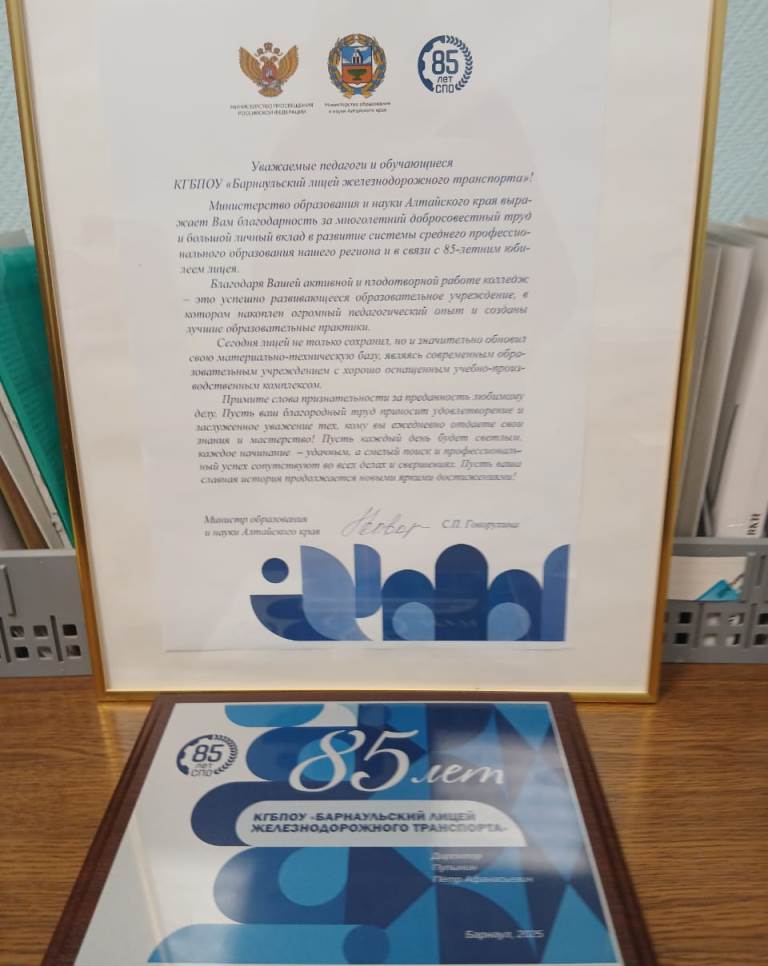 МИНИСТЕРСТВО ПРОСВЕЩЕНИЯ
РОССИЙСКОЙ ФЕДЕРАЦИИ
Министерство образования
и науки Алтайского края
85
лет
СПО
Уважаемые педагоги и обучающиеся
КГБПОУ «Барнаульский лицей железнодорожного транспорта»!
Министерство образования и науки Алтайского края выра-
жает Вам благодарность за многолетний добросовестный труд
и большой личный вклад в развитие системы среднего профессио-
нального образования нашего региона и в связи с 85-летним юби-
леем лицея.
Благодаря Вашей активной и плодотворной работе колледж
– это успешно развивающееся образовательное учреждение, в
котором накоплен огромный педагогический опыт и созданы
лучшие образовательные практики.
Сегодня лицей не только сохранил, но и значительно обновил
свою материально-техническую базу, являясь современным обра-
зовательным учреждением с хорошо оснащенным учебно-произ-
водственным комплексом.
Примите слова признательности за преданность любимому
делу. Пусть ваш благородный труд приносит удовлетворение и
заслуженное уважение тех, кому вы ежедневно отдаете свои
знания и мастерство! Пусть каждый день будет светлым,
каждое начинание – удачным, а смелый поиск и профессиональ-
ный успех сопутствуют во всех делах и свершениях. Пусть ваша
славная история продолжается новыми яркими достижениями!
Министр образования
и науки Алтайского края
С.П. Говорухина
85
лет
СПО
85 лет
КГБПОУ «БАРНАУЛЬСКИЙ ЛИЦЕЙ
ЖЕЛЕЗНОДОРОЖНОГО ТРАНСПОРТА»
Директор
Пётр Афанасьевич
Барнаул, 2025